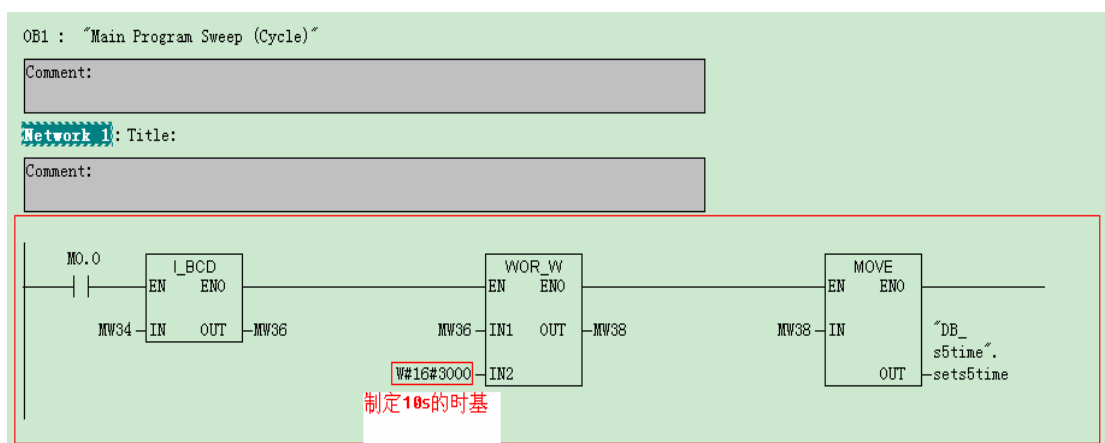 OB1 : "Main Program Sweep (Cycle)"
Comment:
Network 1: Title:
Comment:
M0.0
I_BCD
WOR_W
MOVE
EN ENO
EN ENO
EN ENO
MW34 IN OUT MW36
MW36 IN1 OUT MW38
MW38 IN
"DB_
s5time".
W#16#3000 IN2
OUT sets5time
制定10s的时基